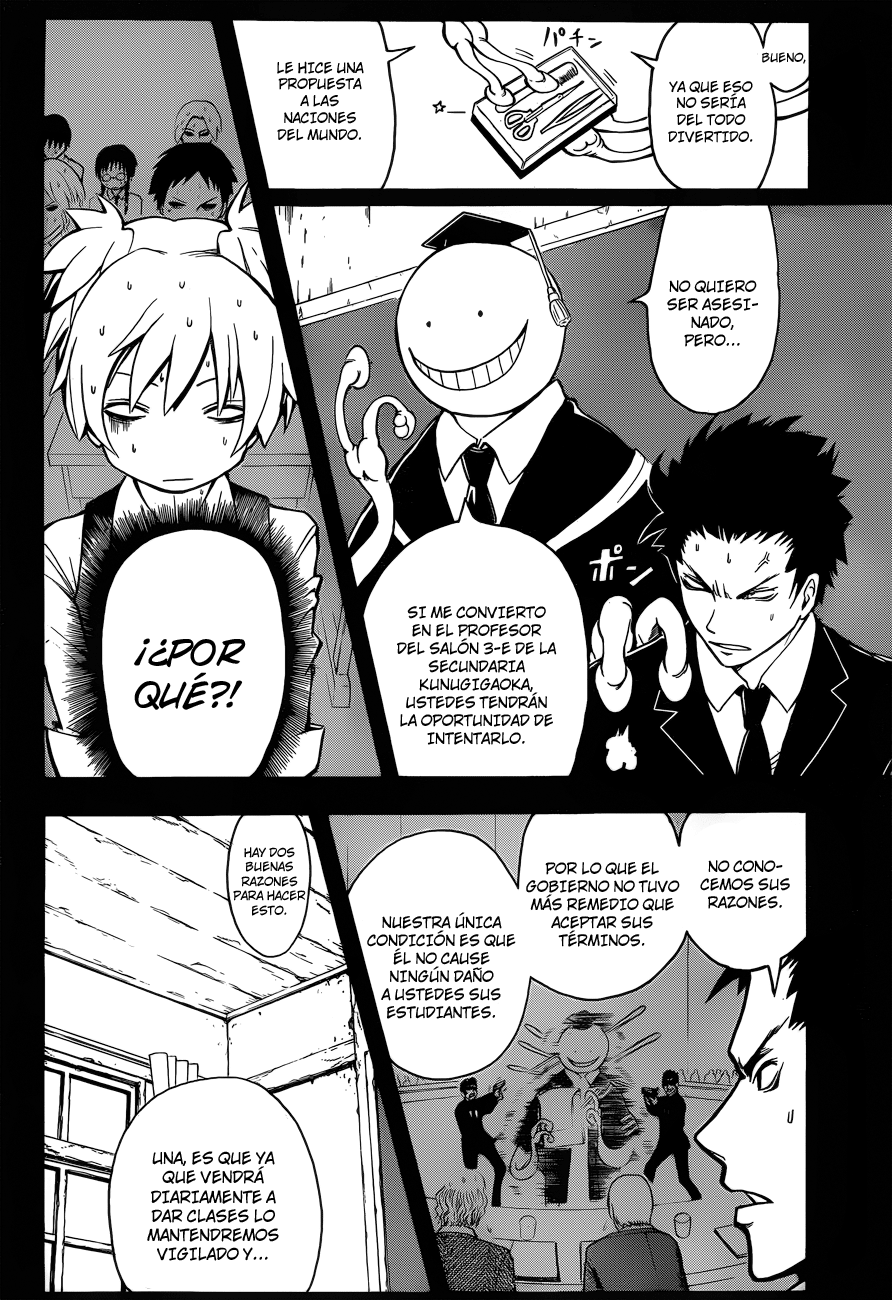 BUENO,
YA QUE ESO
NO SERÍA
DEL TODO
DIVERTIDO.
パチン
LE HICE UNA
PROPUESTA
A LAS
NACIONES
DEL MUNDO.
NO QUIERO
SER ASESI-
NADO,
PERO...
ポン
SI ME CONVIERTO
EN EL PROFESOR
DEL SALÓN 3-E DE LA
SECUNDARIA
KUNUGIGAOKA,
USTEDES TENDRÁN
LA OPORTUNIDAD DE
INTENTARLO.
¡¿POR
QUÉ?!
NO CONO-
CEMOS SUS
RAZONES.
POR LO QUE EL
GOBIERNO NO TUVO
MÁS REMEDIO QUE
ACEPTAR SUS
TÉRMINOS.
NUESTRA ÚNICA
CONDICIÓN ES QUE
ÉL NO CAUSE
NINGÚN DAÑO
A USTEDES SUS
ESTUDIANTES.
HAY DOS
BUENAS
RAZONES
PARA HACER
ESTO.
UNA, ES QUE YA
QUE VENDRÁ
DIARIAMENTE A
DAR CLASES LO
MANTENDREMOS
VIGILADO Y...